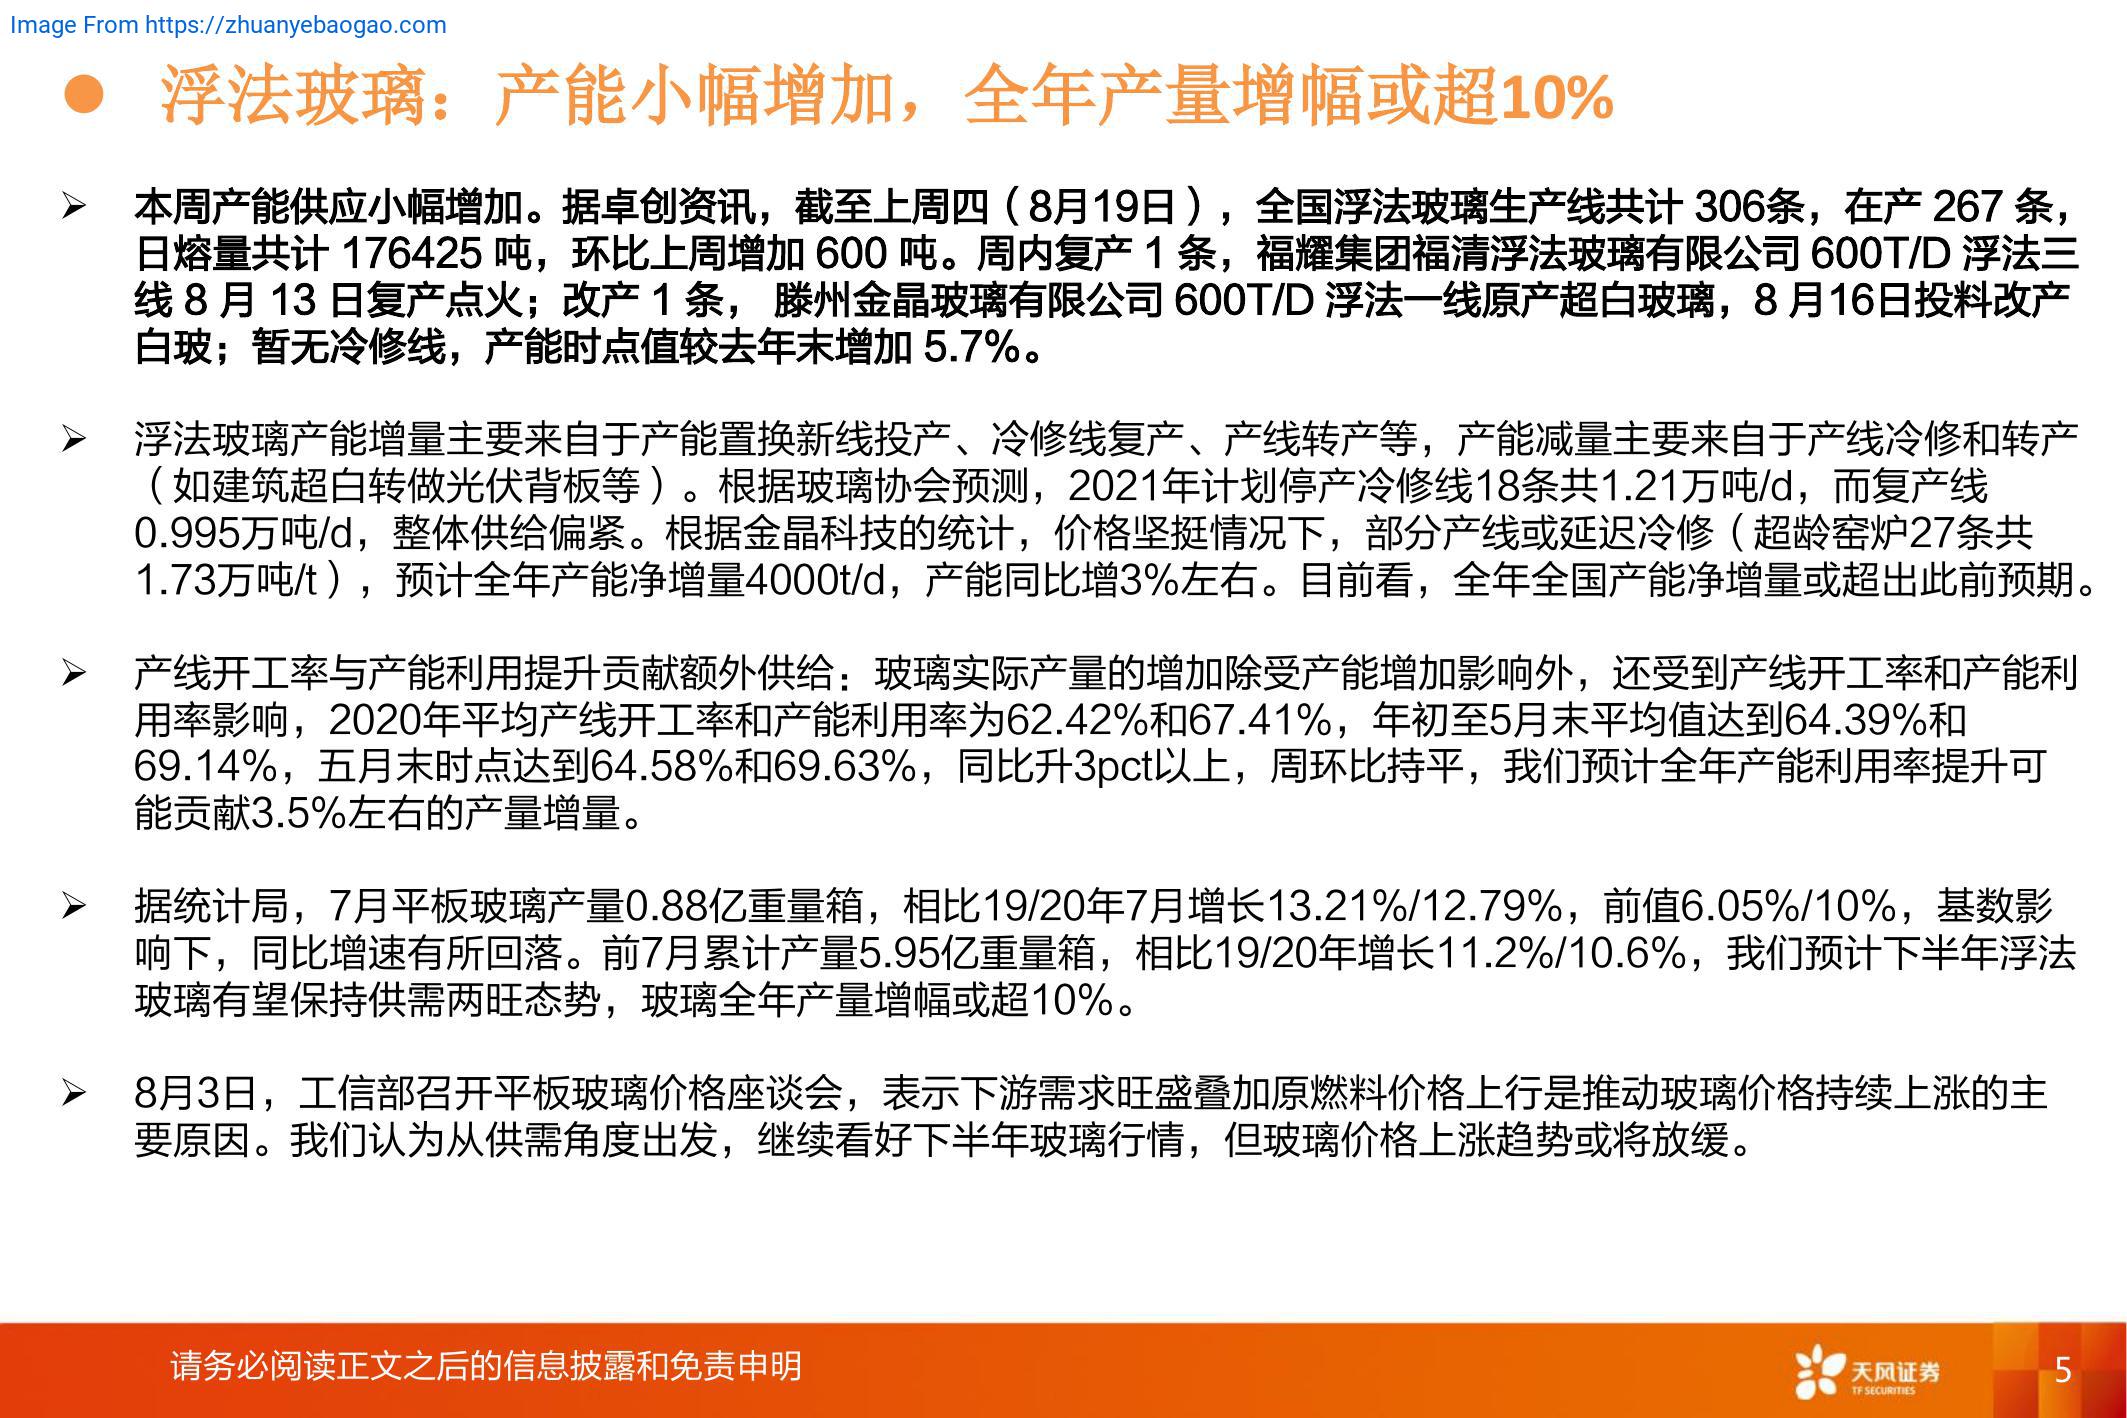 Image From https://zhuanyebaogao.com
● 浮法玻璃：产能小幅增加，全年产量增幅或超10%
➢ 本周产能供应小幅增加。据卓创资讯，截至上周四（8月19日），全国浮法玻璃生产线共计 306条，在产 267 条，
日熔量共计 176425 吨，环比上周增加 600 吨。周内复产 1 条，福耀集团福清浮法玻璃有限公司 600T/D 浮法三
线 8 月 13 日复产点火；改产 1 条， 滕州金晶玻璃有限公司 600T/D 浮法一线原产超白玻璃，8 月16日投料改产
白玻；暂无冷修线，产能时点值较去年末增加 5.7%。
➢ 浮法玻璃产能增量主要来自于产能置换新线投产、冷修线复产、产线转产等，产能减量主要来自于产线冷修和转产
（如建筑超白转做光伏背板等）。根据玻璃协会预测，2021年计划停产冷修线18条共1.21万吨/d，而复产线
0.995万吨/d，整体供给偏紧。根据金晶科技的统计，价格坚挺情况下，部分产线或延迟冷修（超龄窑炉27条共
1.73万吨/t），预计全年产能净增量4000t/d，产能同比增3%左右。目前看，全年全国产能净增量或超出此前预期。
➢ 产线开工率与产能利用提升贡献额外供给：玻璃实际产量的增加除受产能增加影响外，还受到产线开工率和产能利
用率影响，2020年平均产线开工率和产能利用率为62.42%和67.41%，年初至5月末平均值达到64.39%和
69.14%，五月末时点达到64.58%和69.63%，同比升3pct以上，周环比持平，我们预计全年产能利用率提升可
能贡献3.5%左右的产量增量。
➢ 据统计局，7月平板玻璃产量0.88亿重量箱，相比19/20年7月增长13.21%/12.79%，前值6.05%/10%，基数影
响下，同比增速有所回落。前7月累计产量5.95亿重量箱，相比19/20年增长11.2%/10.6%，我们预计下半年浮法
玻璃有望保持供需两旺态势，玻璃全年产量增幅或超10%。
➢ 8月3日，工信部召开平板玻璃价格座谈会，表示下游需求旺盛叠加原燃料价格上行是推动玻璃价格持续上涨的主
要原因。我们认为从供需角度出发，继续看好下半年玻璃行情，但玻璃价格上涨趋势或将放缓。
请务必阅读正文之后的信息披露和免责申明
天风证券
TF SECURITIES
5